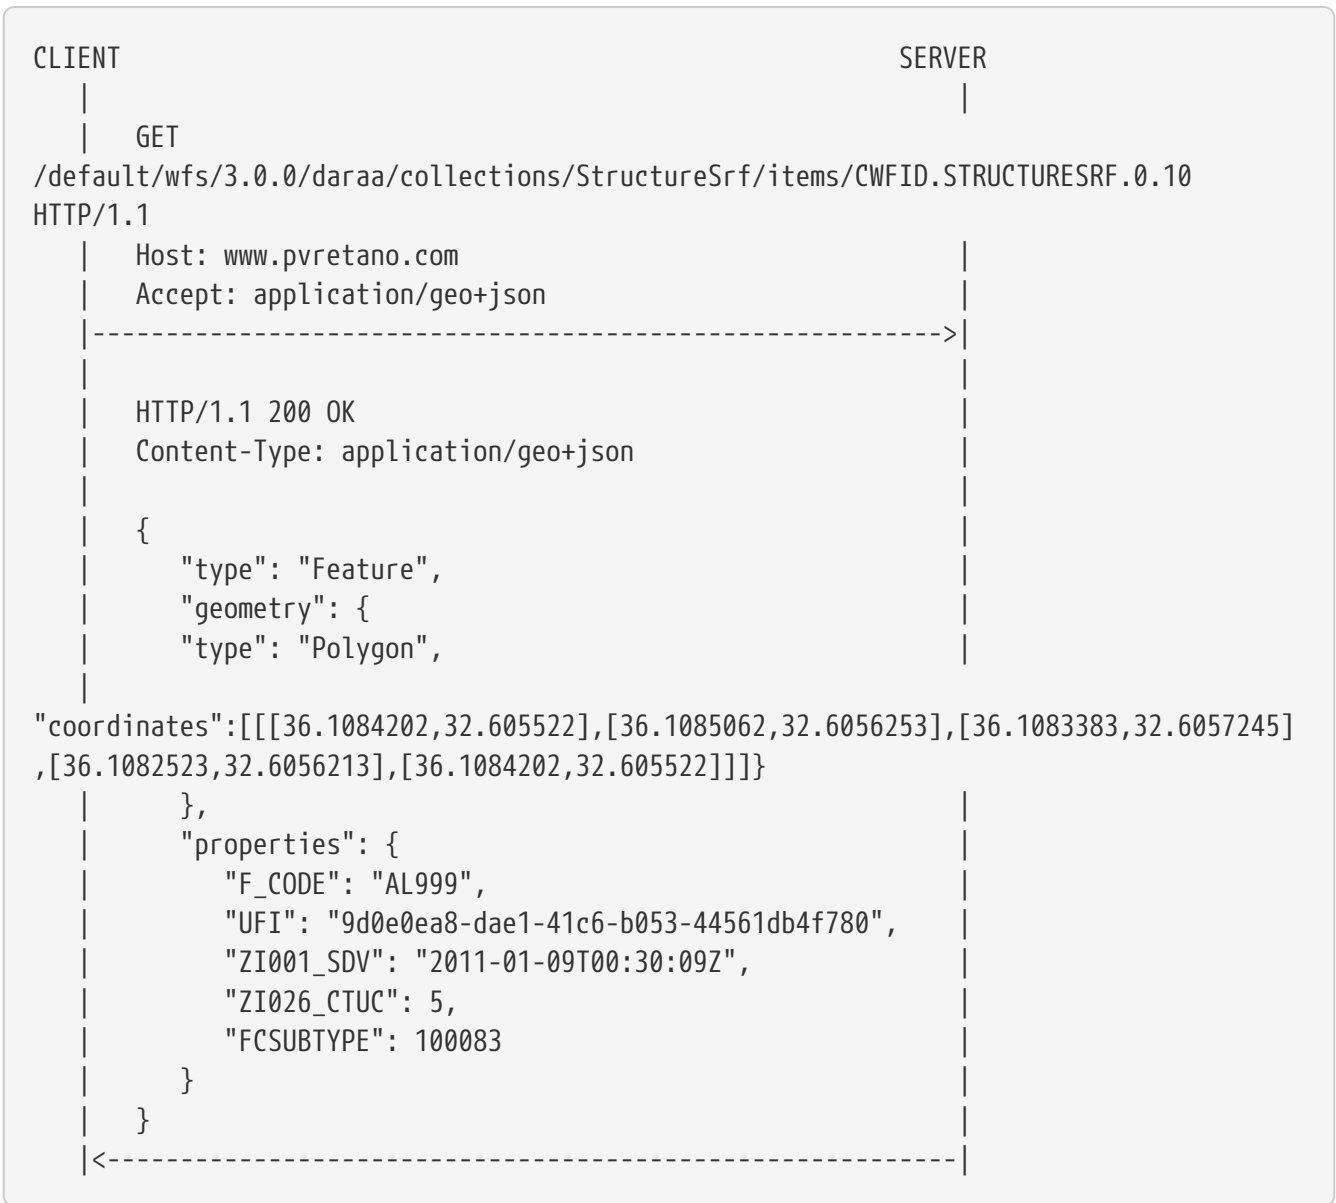 CLIENT                                                     SERVER
   |                                                           |
   |   GET
/default/wfs/3.0.0/daraa/collections/StructureSrf/items/CWFID.STRUCTURESRF.0.10
HTTP/1.1
   |   Host: www.pvretano.com                                  |
   |   Accept: application/geo+json                            |
   |---------------------------------------------------------->|
   |                                                           |
   |   HTTP/1.1 200 OK                                         |
   |   Content-Type: application/geo+json                      |
   |                                                           |
   |   {                                                       |
   |      "type": "Feature",                                   |
   |      "geometry": {                                        |
   |      "type": "Polygon",                                   |
   |
"coordinates":[[[36.1084202,32.605522],[36.1085062,32.6056253],[36.1083383,32.6057245]
,[36.1082523,32.6056213],[36.1084202,32.605522]]]}
   |      },                                                   |
   |      "properties": {                                      |
   |         "F_CODE": "AL999",                                |
   |         "UFI": "9d0e0ea8-dae1-41c6-b053-44561db4f780",    |
   |         "ZI001_SDV": "2011-01-09T00:30:09Z",              |
   |         "ZI026_CTUC": 5,                                  |
   |         "FCSUBTYPE": 100083                               |
   |      }                                                    |
   |   }                                                       |
   |<----------------------------------------------------------|